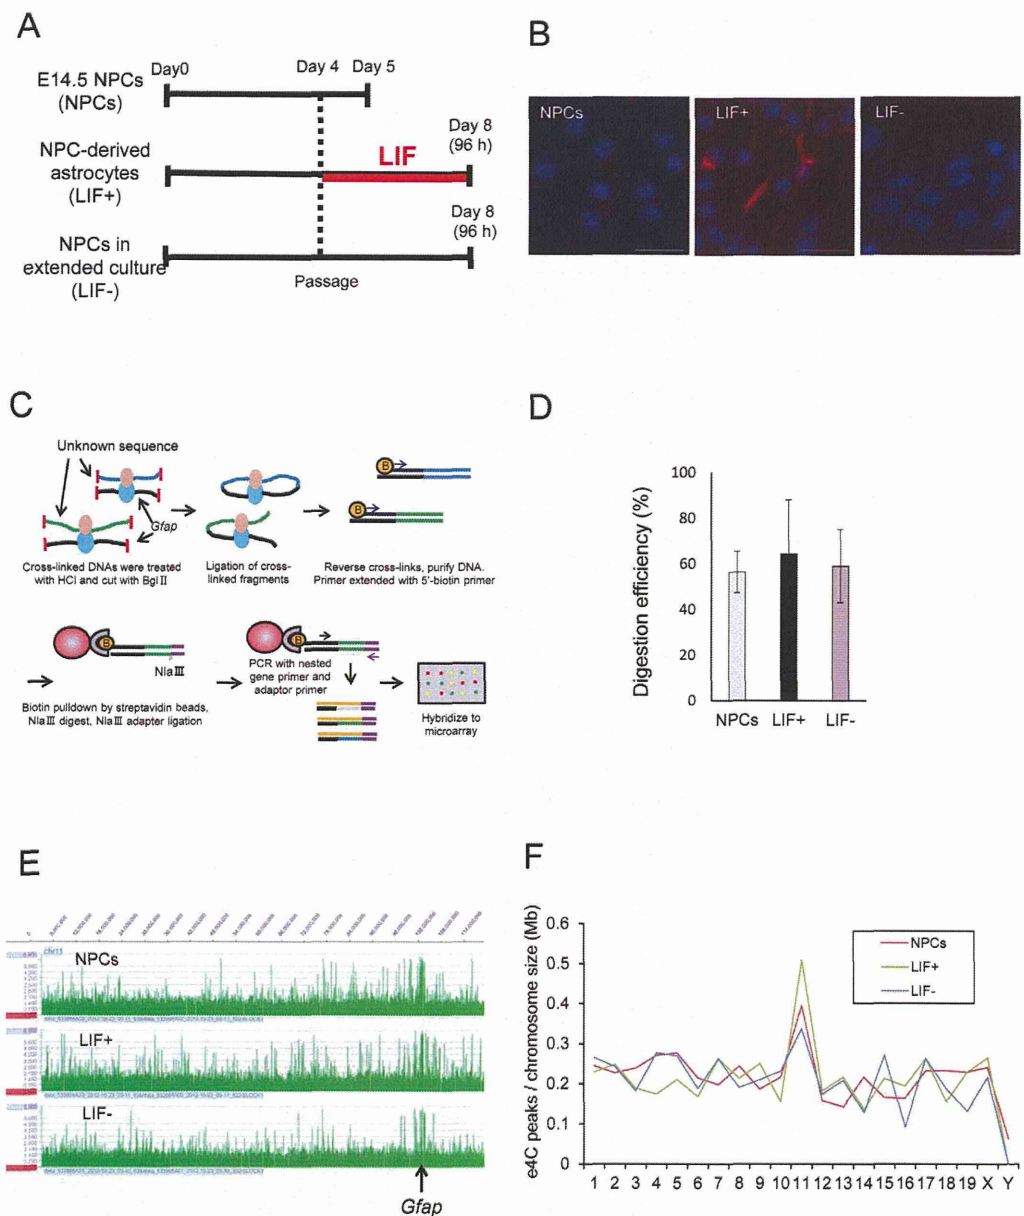 A
Day0
Day 4
Day 5
E14.5 NPCs
(NPCs)
NPC-derived
astrocytes
(LIF+)
LIF
Day 8
(96 h)
NPCs in
extended culture
(LIF-)
Day 8
(96 h)
Passage
B
NPCs
LIF+
LIF-
C
Unknown sequence
Gfap
B
B
Cross-linked DNAs were treated
with HCl and cut with Bgl II
Ligation of cross-
linked fragments
Reverse cross-links, purify DNA.
Primer extended with 5'-biotin primer
B
NlaIII
Biotin pulldown by streptavidin beads,
NlaIII digest, NlaIII adapter ligation
B
PCR with nested
gene primer and
adaptor primer
Hybridize to
microarray
D
Digestion efficiency (%)
100
80
60
40
20
0
NPCs
LIF+
LIF-
E
chr11
NPCs
LIF+
LIF-
Gfap
F
e4C peaks / chromosome size (Mb)
0.6
0.5
0.4
0.3
0.2
0.1
0
NPCs
LIF+
LIF-
1 2 3 4 5 6 7 8 9 10 11 12 13 14 15 16 17 18 19 X Y